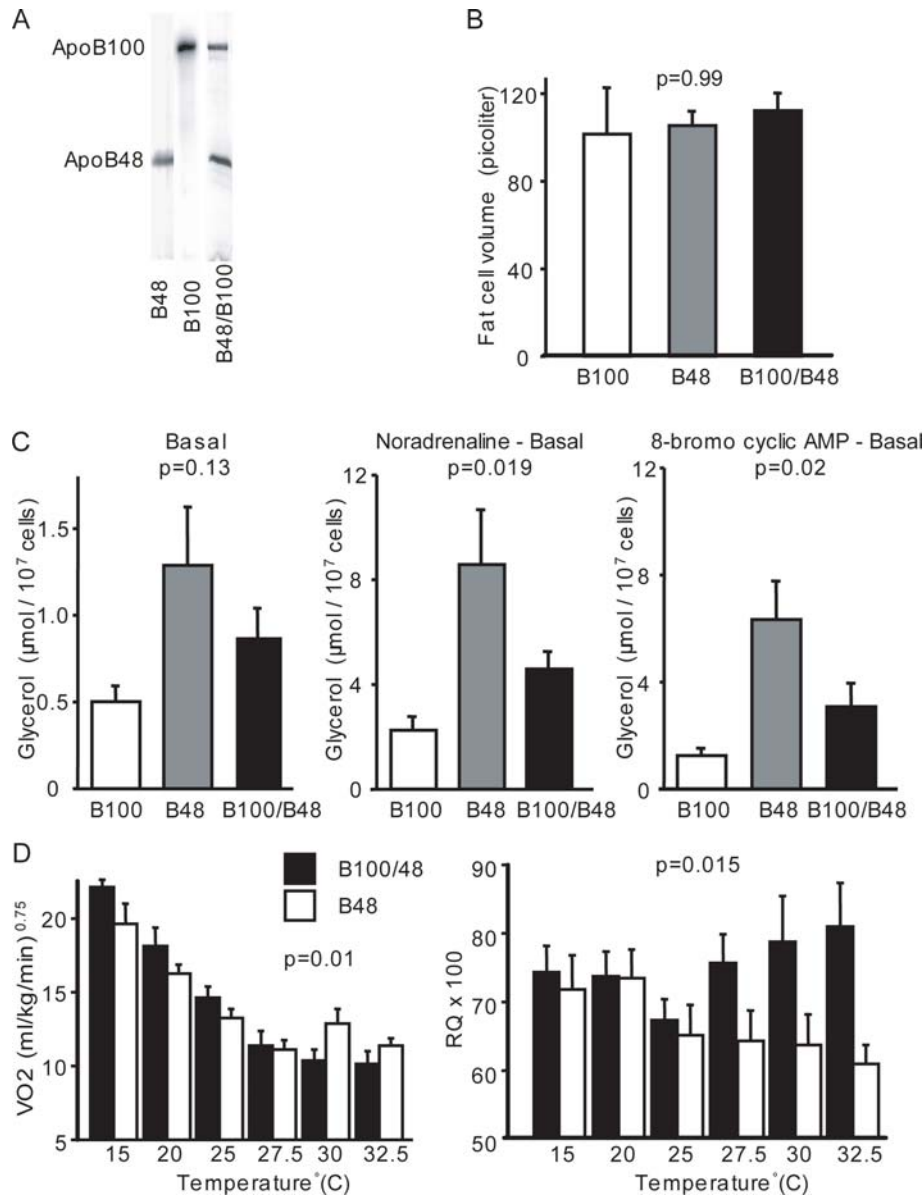 A
ApoB100
ApoB48
B48
B100
B48/B100
B
p=0.99
Fat cell volume (picoliter)
120
80
40
0
B100
B48
B100/B48
C
Basal
p=0.13
Glycerol (µmol / 10⁷ cells)
1.5
1.0
0.5
0
B100
B48
B100/B48
Noradrenaline - Basal
p=0.019
Glycerol (µmol / 10⁷ cells)
12
8
4
0
B100
B48
B100/B48
8-bromo cyclic AMP - Basal
p=0.02
Glycerol (µmol / 10⁷ cells)
12
8
4
0
B100
B48
B100/B48
D
B100/48
B48
p=0.01
VO2 (ml/kg/min)⁰·⁷⁵
20
15
10
5
15
20
25
27.5
30
32.5
Temperature°(C)
p=0.015
RQ x 100
90
80
70
60
50
15
20
25
27.5
30
32.5
Temperature°(C)